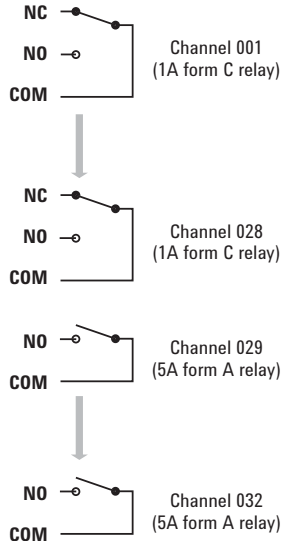 NC
NO
COM
Channel 001
(1A form C relay)
NC
NO
COM
Channel 028
(1A form C relay)
NO
COM
Channel 029
(5A form A relay)
NO
COM
Channel 032
(5A form A relay)